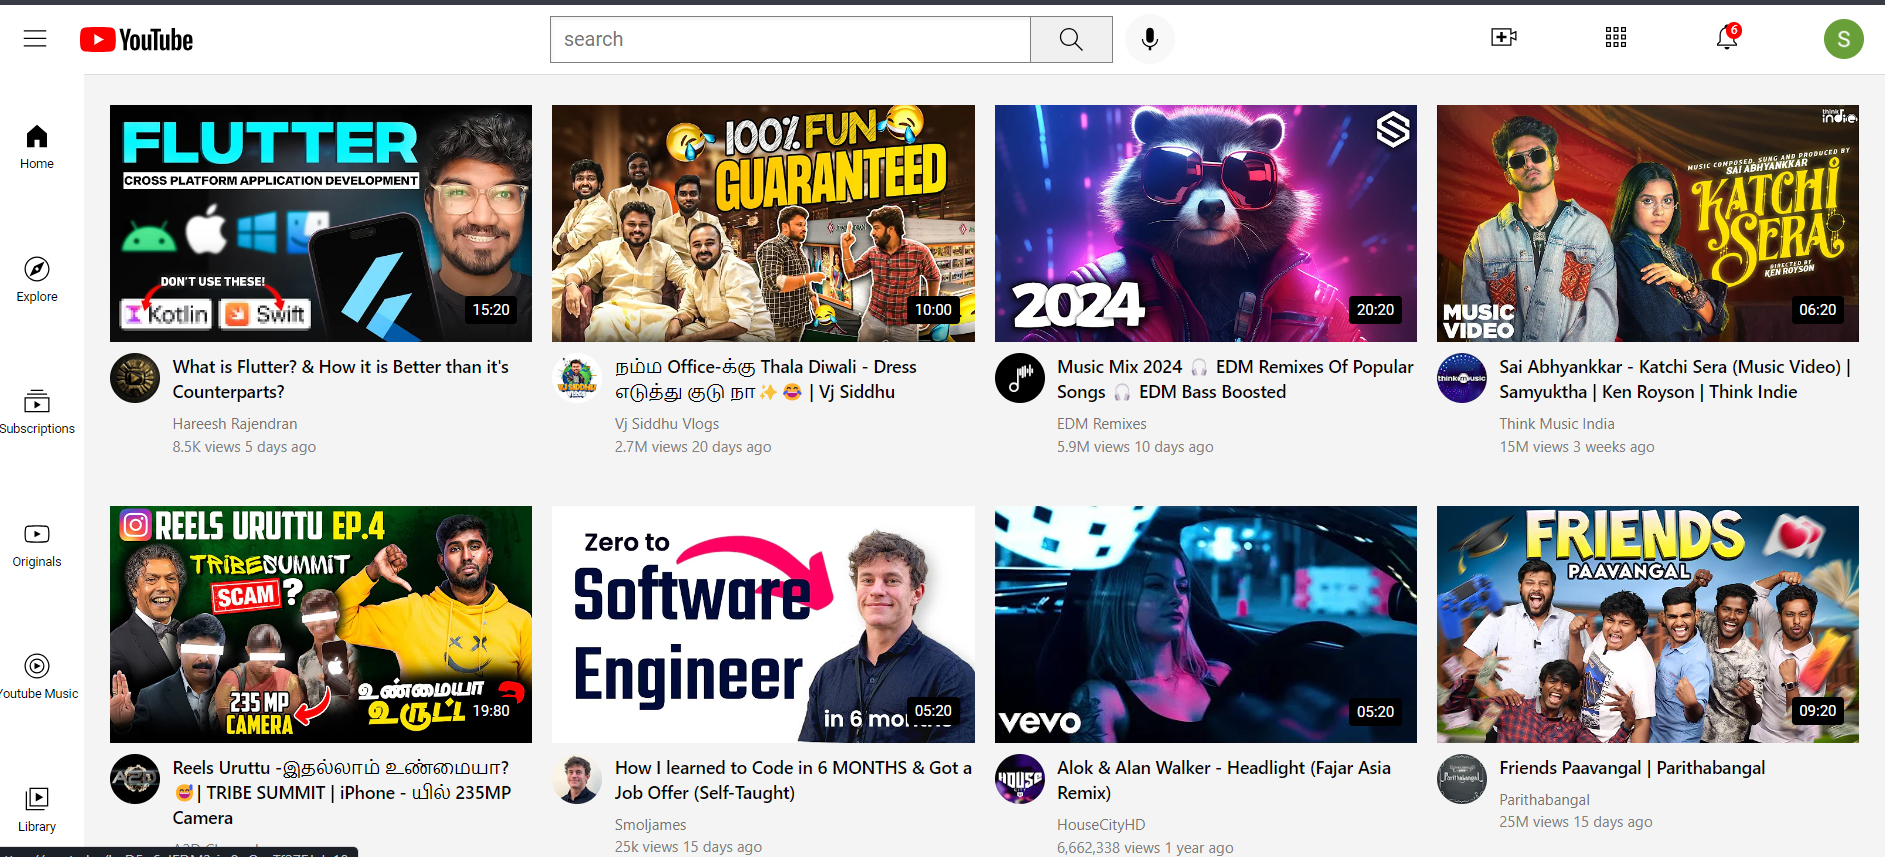 YouTube
search
6
S
Home
Explore
Subscriptions
Originals
Youtube Music
Library
FLUTTER
CROSS PLATFORM APPLICATION DEVELOPMENT
DON'T USE THESE!
Kotlin
Swift
15:20
What is Flutter? & How it is Better than it's
Counterparts?
Hareesh Rajendran
8.5K views 5 days ago
100% FUN
GUARANTEED
10:00
VJ SIDDHU
நம்ம Office-க்கு Thala Diwali - Dress
எடுத்து குடு நா✨😂 | Vj Siddhu
Vj Siddhu Vlogs
2.7M views 20 days ago
2024
20:20
Music Mix 2024 🎧 EDM Remixes Of Popular
Songs 🎧 EDM Bass Boosted
EDM Remixes
5.9M views 10 days ago
think
indie
MUSIC COMPOSED, SUNG AND PRODUCED BY
SAI ABHYANKKAR
KATCHI
SERA
DIRECTED BY
KEN ROYSON
MUSIC
VIDEO
06:20
think music
Sai Abhyankkar - Katchi Sera (Music Video) |
Samyuktha | Ken Royson | Think Indie
Think Music India
15M views 3 weeks ago
REELS URUTTU EP.4
TRIBESUMMIT
SCAM ?
235 MP
CAMERA
உண்மையா
உருட்ட
19:80
A2D
Reels Uruttu -இதல்லாம் உண்மையா?
😅| TRIBE SUMMIT | iPhone - யில் 235MP
Camera
Zero to
Software
Engineer
in 6 months
05:20
How I learned to Code in 6 MONTHS & Got a
Job Offer (Self-Taught)
Smoljames
25k views 15 days ago
vevo
05:20
HOUSE
Alok & Alan Walker - Headlight (Fajar Asia
Remix)
HouseCityHD
6,662,338 views 1 year ago
FRIENDS
PAAVANGAL
09:20
Parithabangal
Friends Paavangal | Parithabangal
Parithabangal
25M views 15 days ago